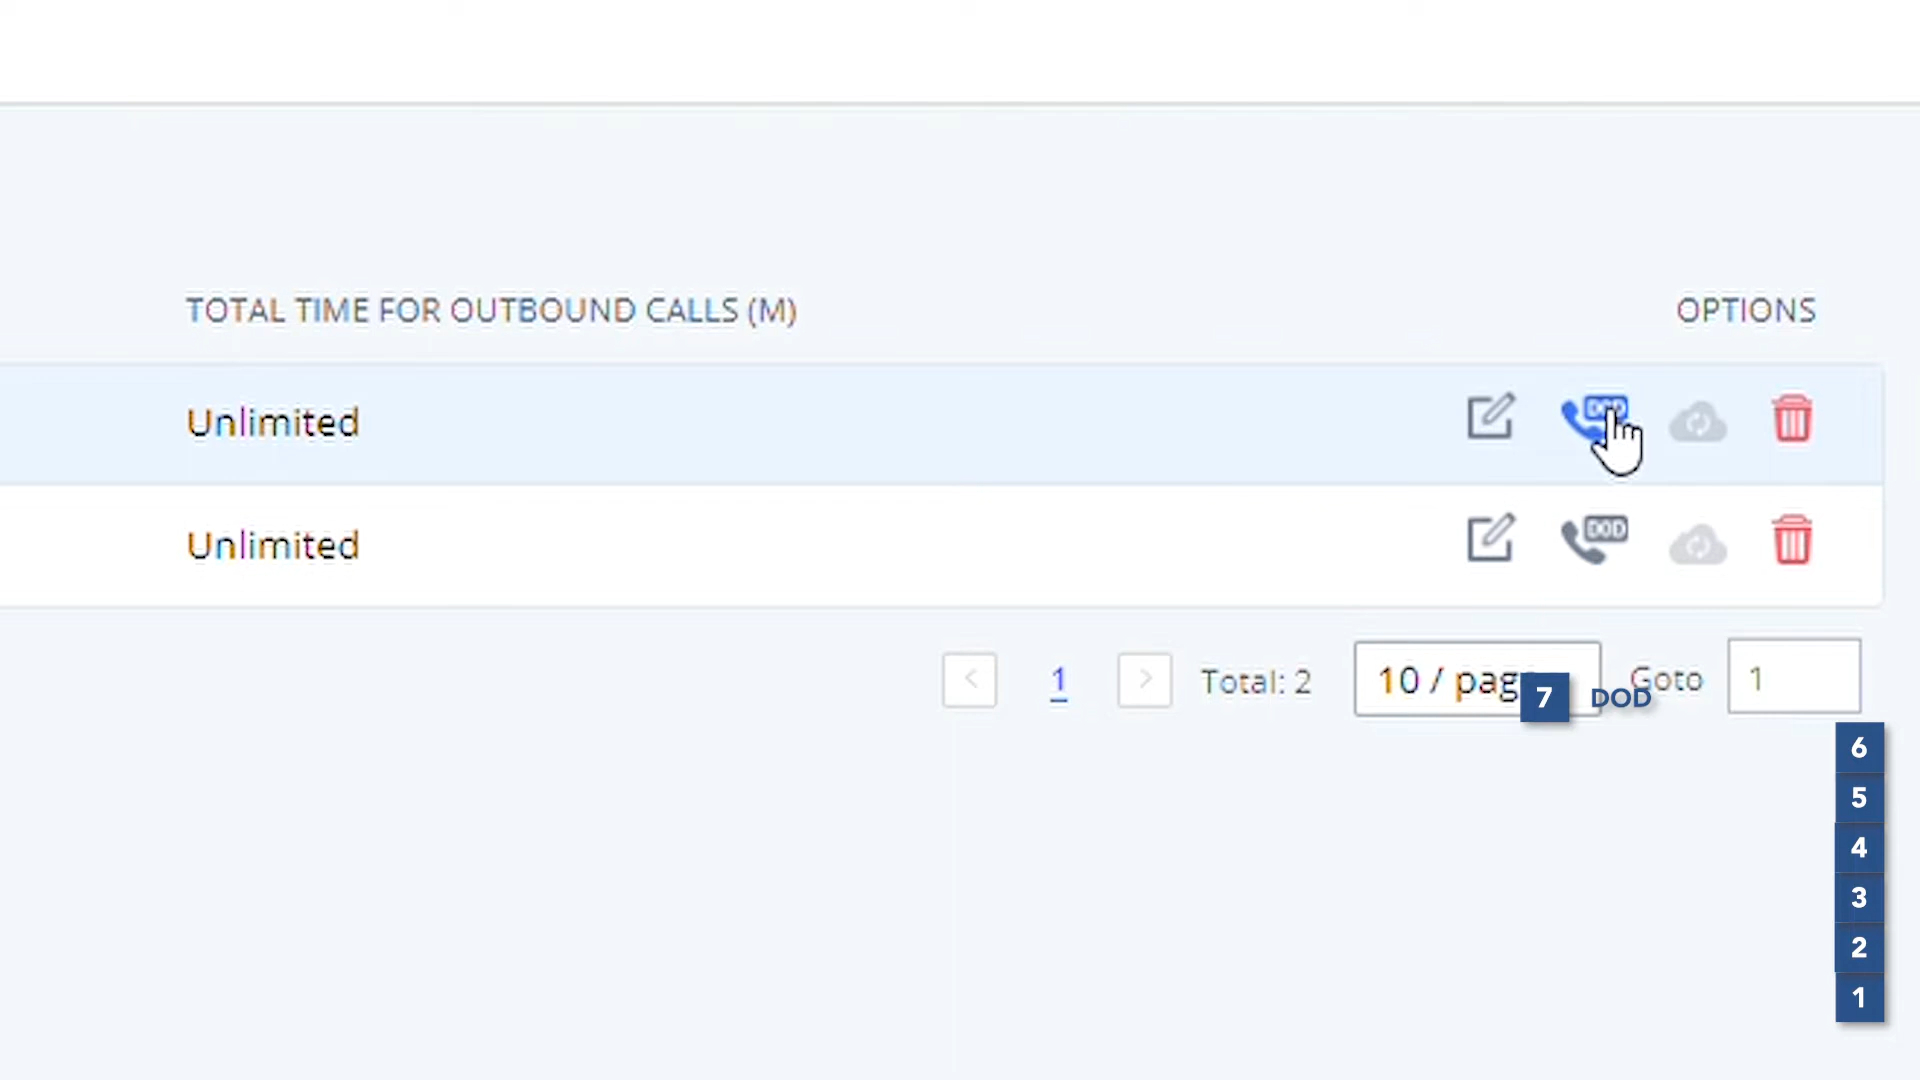 TOTAL TIME FOR OUTBOUND CALLS (M) OPTIONS
Unlimited DOD
Unlimited DOD
< 1 > Total: 2 10 / page Goto 1
7 DOD
6
5
4
3
2
1